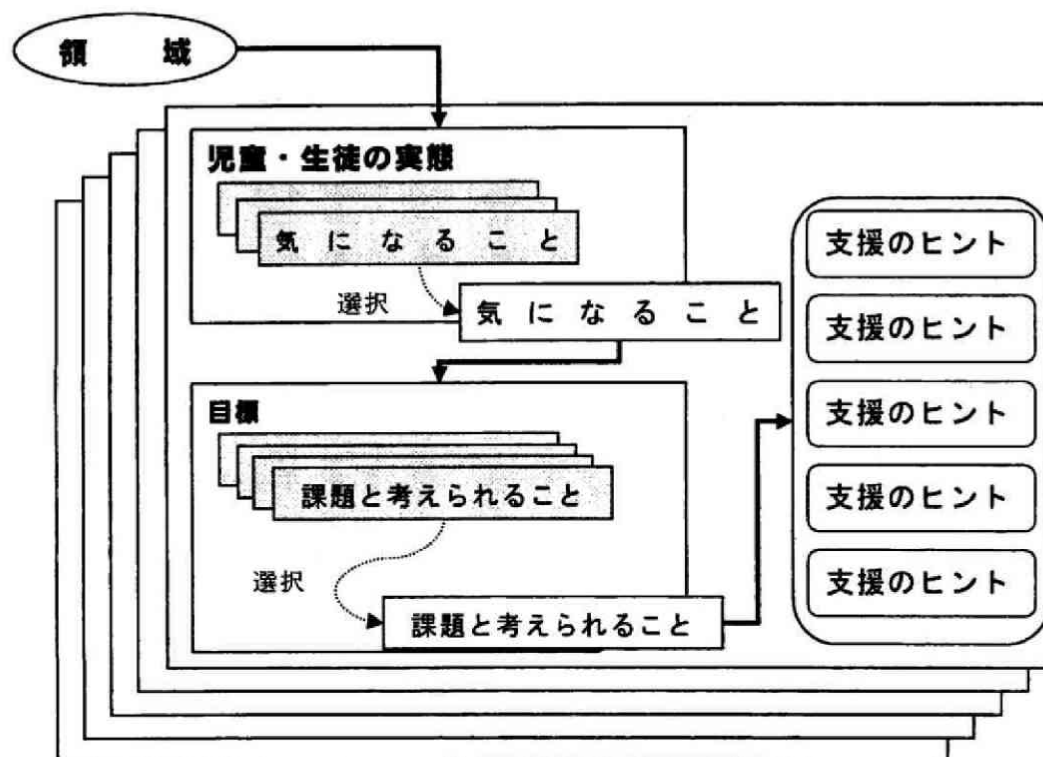 領域
児童・生徒の実態
気になること
選択
気になること
目標
課題と考えられること
選択
課題と考えられること
支援のヒント
支援のヒント
支援のヒント
支援のヒント
支援のヒント